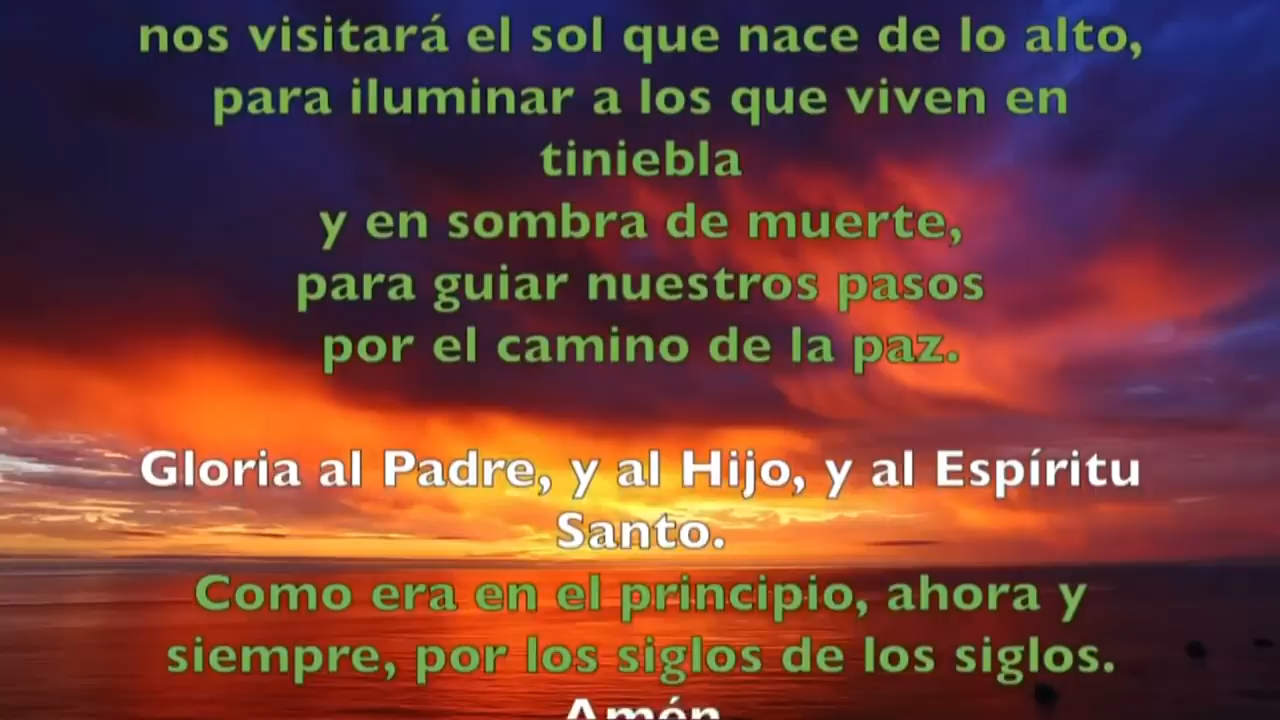 nos visitará el sol que nace de lo alto,
para iluminar a los que viven en
tiniebla
y en sombra de muerte,
para guiar nuestros pasos
por el camino de la paz.
Gloria al Padre, y al Hijo, y al Espíritu
Santo.
Como era en el principio, ahora y
siempre, por los siglos de los siglos.
Amén